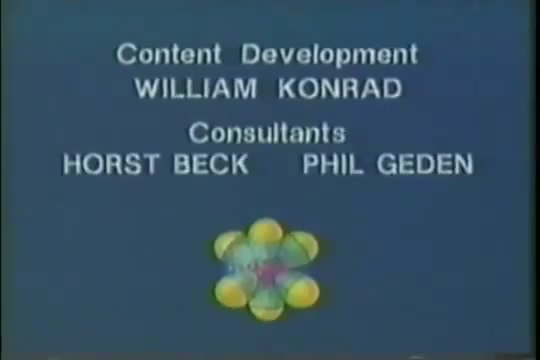 Content Development
WILLIAM KONRAD
Consultants
HORST BECK PHIL GEDEN